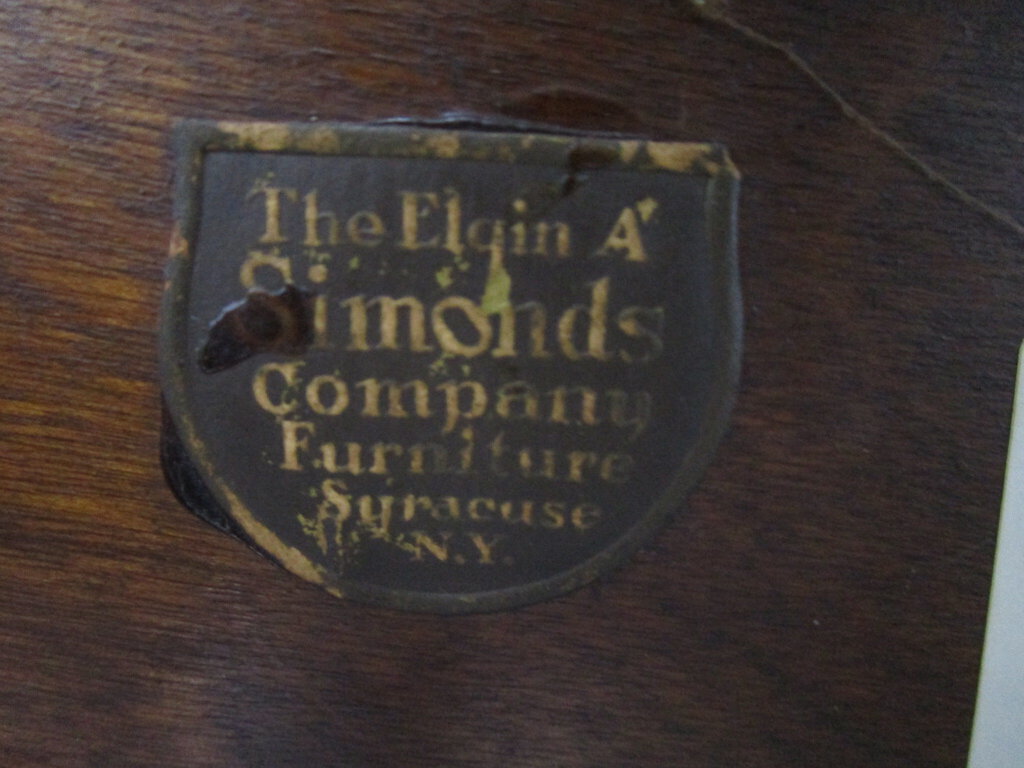 The Elgin A
Simonds
Company
Furniture
Syracuse
N.Y.